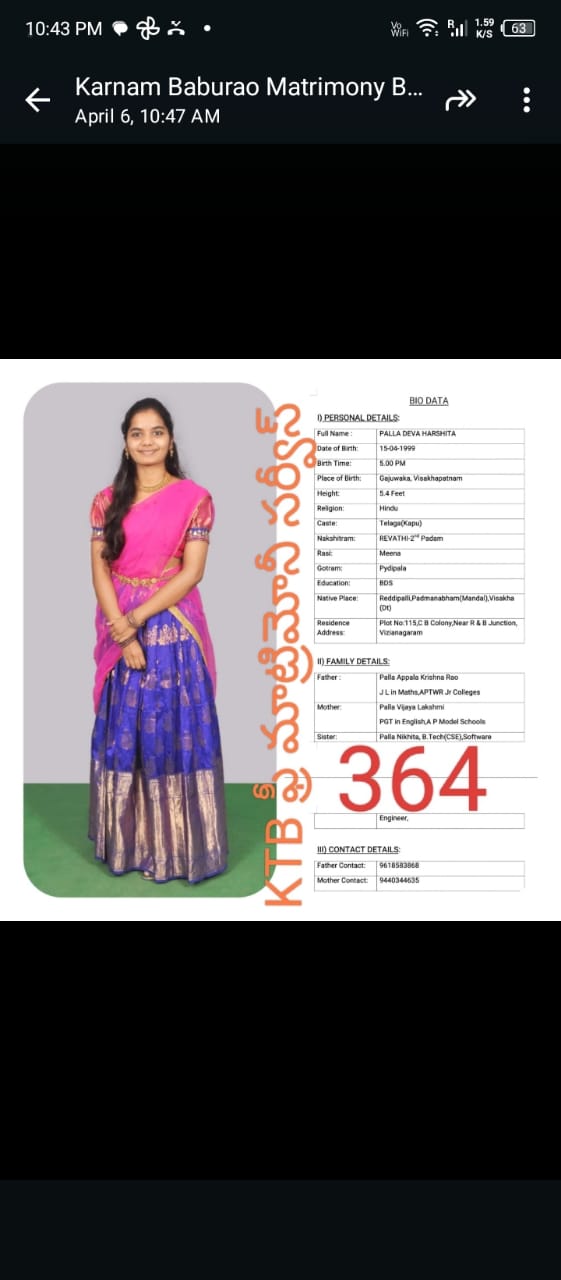 10:43 PM
Vo WiFi R 1.59 K/S 63
Karnam Baburao Matrimony B...
April 6, 10:47 AM
KTB ఫ్రీ మాట్రిమోనీ సర్వీస్
BIO DATA
I) PERSONAL DETAILS:
Full Name : PALLA DEVA HARSHITA
Date of Birth: 15-04-1999
Birth Time: 5.00 PM
Place of Birth: Gajuwaka, Visakhapatnam
Height: 5.4 Feet
Religion: Hindu
Caste: Telaga(Kapu)
Nakshitram: REVATHI-2nd Padam
Rasi: Meena
Gotram: Pydipala
Education: BDS
Native Place: Reddipalli,Padmanabham(Mandal),Visakha
(Dt)
Residence Plot No:115,C B Colony,Near R & B Junction,
Address: Vizianagaram
II) FAMILY DETAILS:
Father : Palla Appala Krishna Rao
J L in Maths,APTWR Jr Colleges
Mother: Palla Vijaya Lakshmi
PGT in English,A P Model Schools
Sister: Palla Nikhita, B.Tech(CSE),Software
364
Engineer,
III) CONTACT DETAILS:
Father Contact: 9618583868
Mother Contact: 9440344635